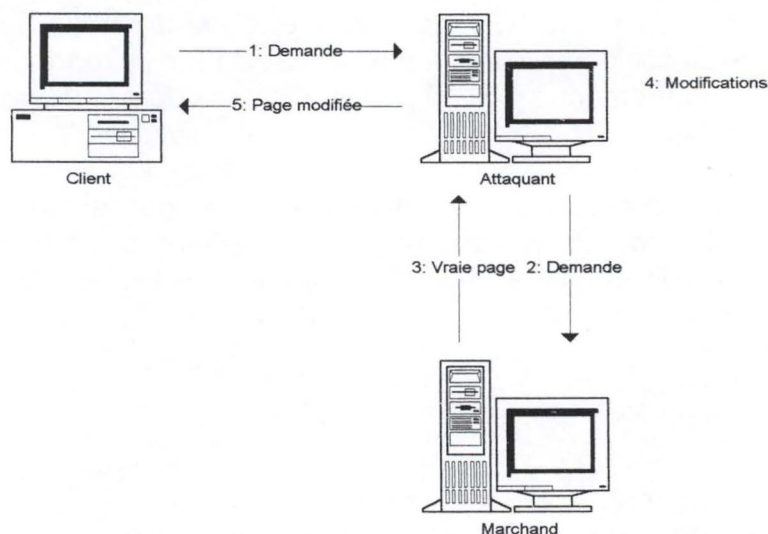 1: Demande
4: Modifications
5: Page modifiée
Client
Attaquant
3: Vraie page
2: Demande
Marchand